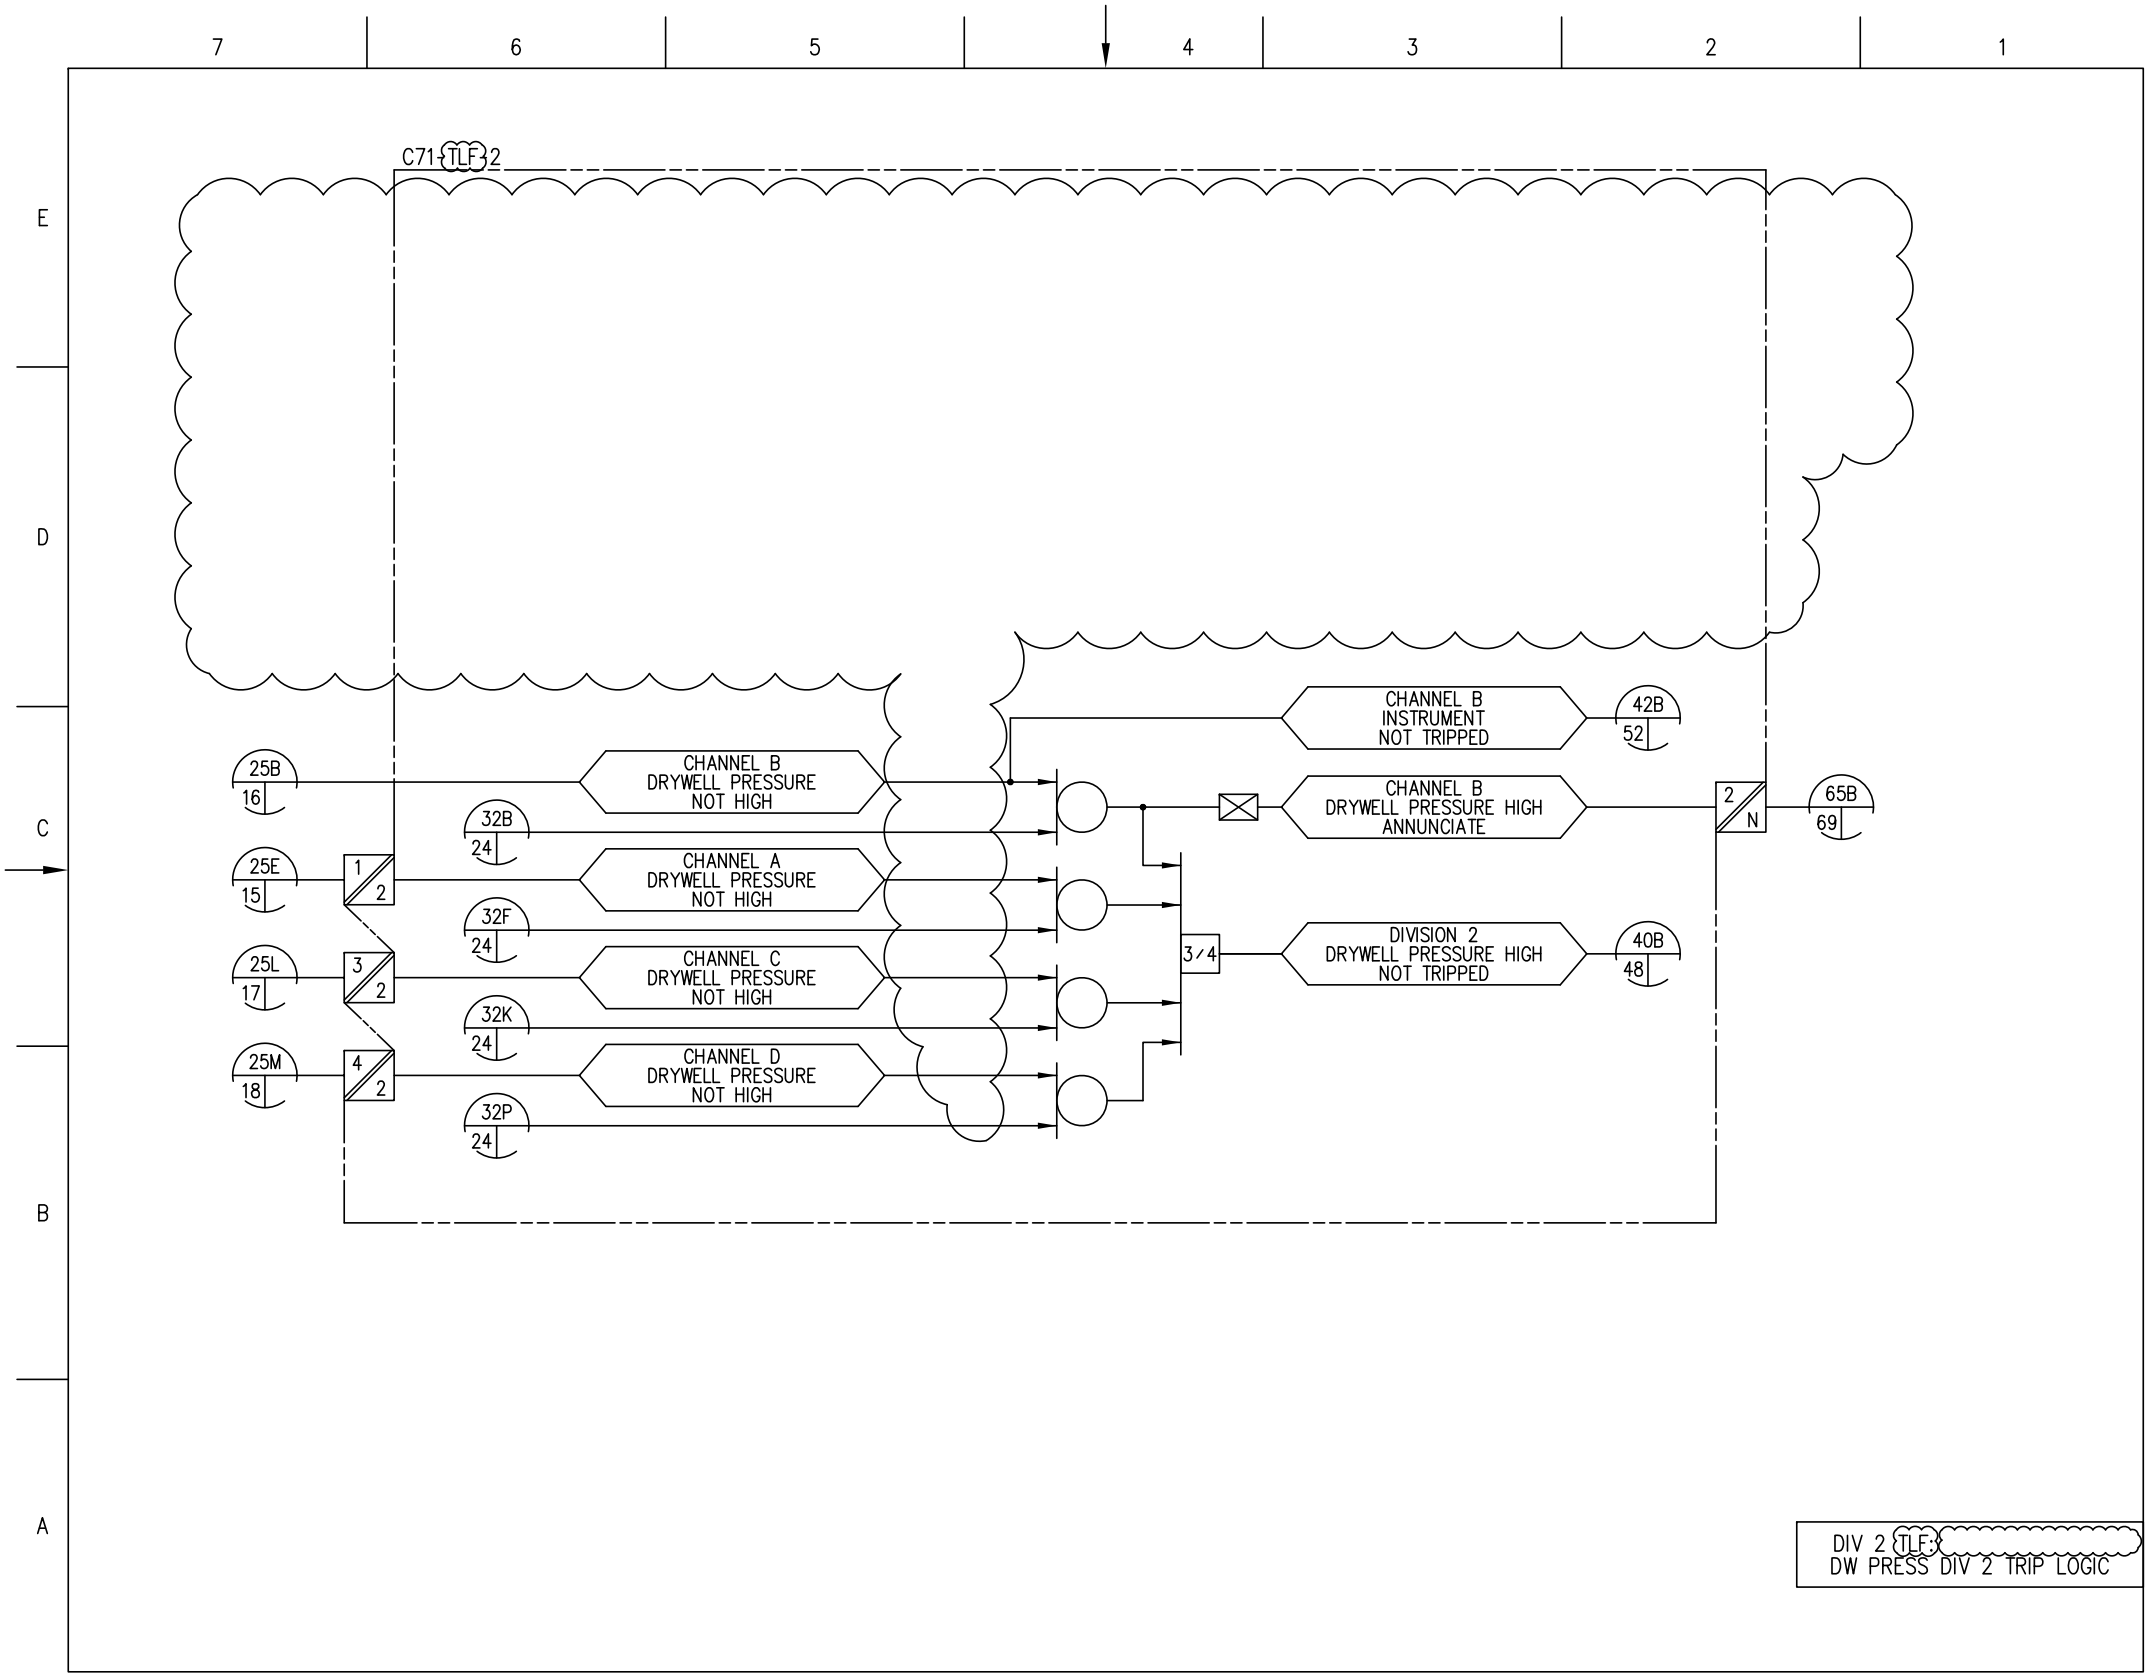 7 6 5 4 3 2 1
C71-TLF-2
E
D
CHANNEL B
INSTRUMENT
NOT TRIPPED
42B
52
25B
16
CHANNEL B
DRYWELL PRESSURE
NOT HIGH
CHANNEL B
DRYWELL PRESSURE HIGH
ANNUNCIATE
2
N
65B
69
C
32B
24
25E
15
1
2
CHANNEL A
DRYWELL PRESSURE
NOT HIGH
32F
24
25L
17
3
2
CHANNEL C
DRYWELL PRESSURE
NOT HIGH
3/4
DIVISION 2
DRYWELL PRESSURE HIGH
NOT TRIPPED
40B
48
32K
24
25M
18
4
2
CHANNEL D
DRYWELL PRESSURE
NOT HIGH
32P
24
B
A
DIV 2 TLF:
DW PRESS DIV 2 TRIP LOGIC